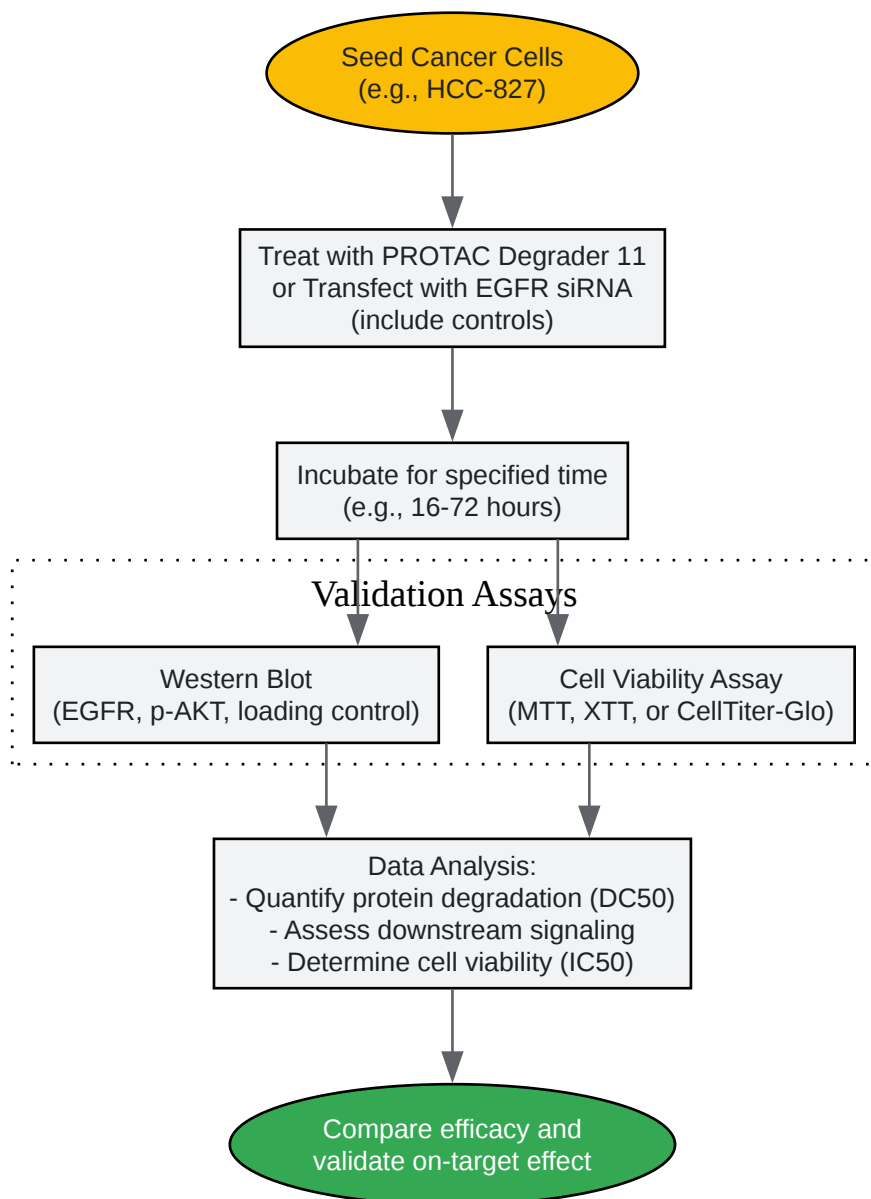 Seed Cancer Cells
(e.g., HCC-827)
Treat with PROTAC Degrader 11
or Transfect with EGFR siRNA
(include controls)
Incubate for specified time
(e.g., 16-72 hours)
Validation Assays
Western Blot
(EGFR, p-AKT, loading control)
Cell Viability Assay
(MTT, XTT, or CellTiter-Glo)
Data Analysis:
- Quantify protein degradation (DC50)
- Assess downstream signaling
- Determine cell viability (IC50)
Compare efficacy and
validate on-target effect